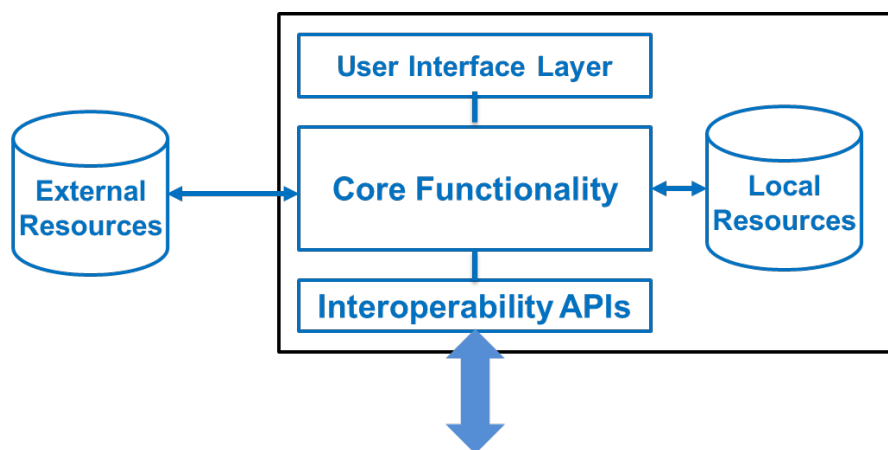 User Interface Layer
External
Resources
Core Functionality
Local
Resources
Interoperability APIs